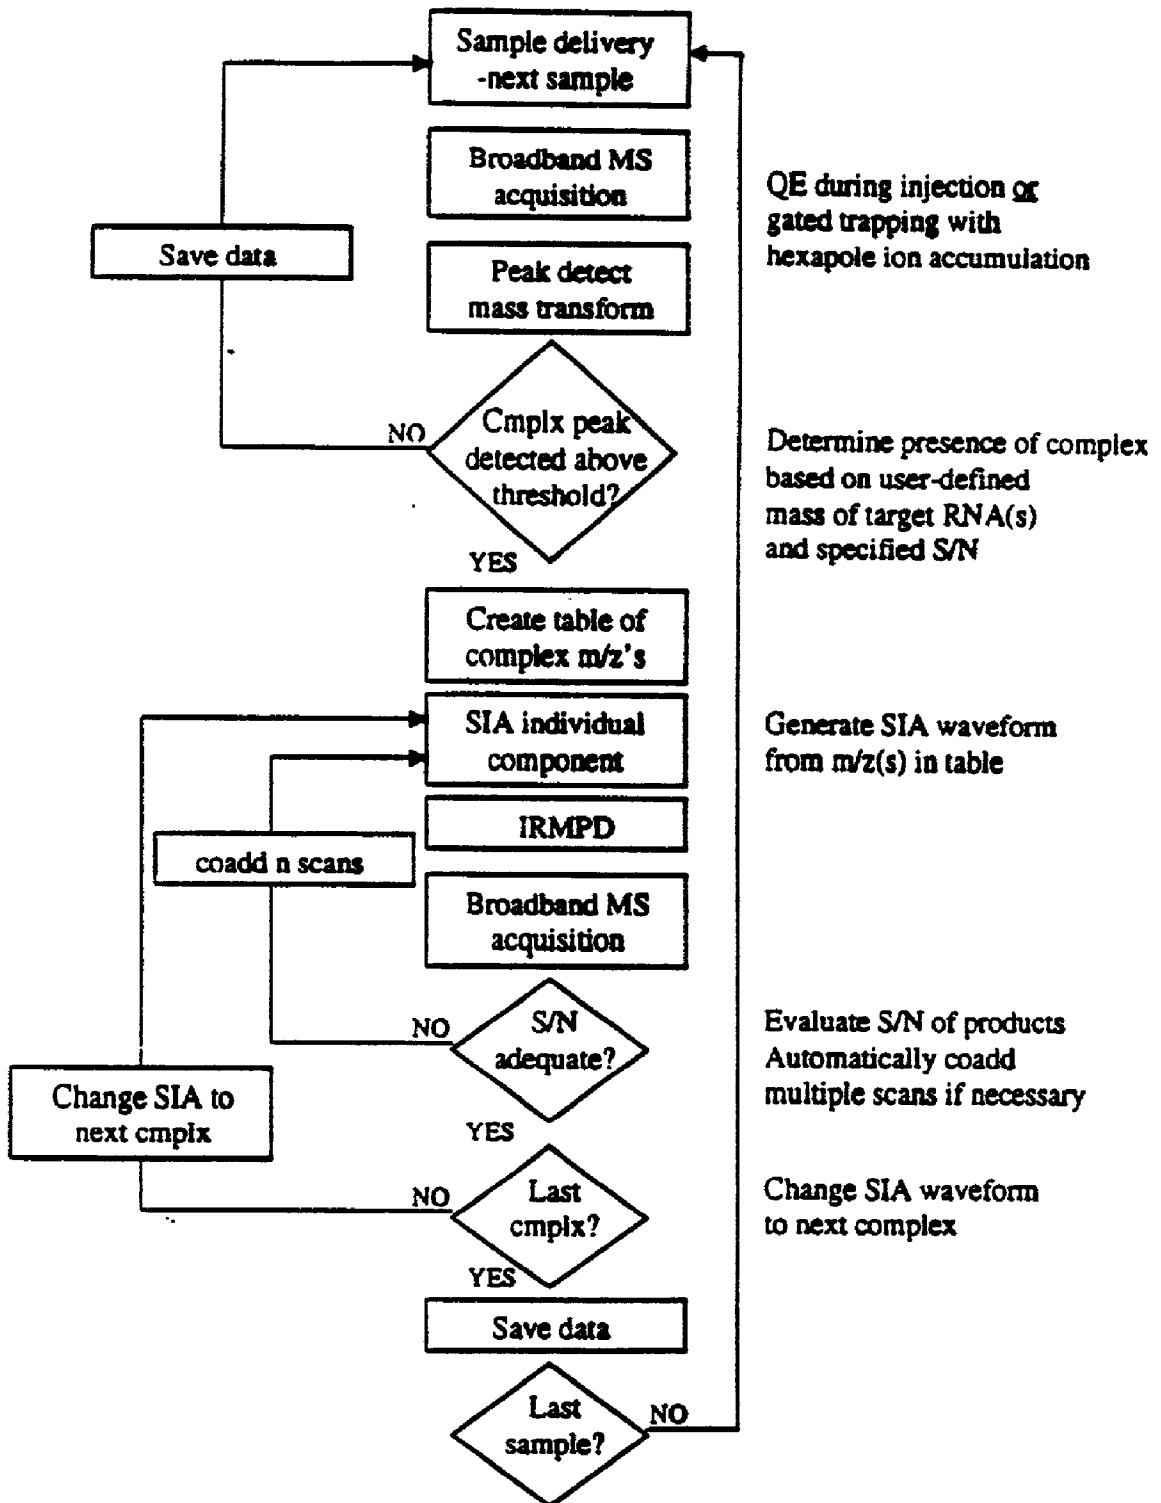 Sample delivery
-next sample
Broadband MS
acquisition
QE during injection or
gated trapping with
hexapole ion accumulation
Save data
Peak detect
mass transform
NO
Cmplx peak
detected above
threshold?
Determine presence of complex
based on user-defined
mass of target RNA(s)
and specified S/N
YES
Create table of
complex m/z's
SIA individual
component
Generate SIA waveform
from m/z(s) in table
IRMPD
coadd n scans
Broadband MS
acquisition
NO
S/N
adequate?
Evaluate S/N of products
Automatically coadd
multiple scans if necessary
Change SIA to
next cmplx
YES
NO
Last
cmplx?
Change SIA waveform
to next complex
YES
Save data
Last
sample?
NO